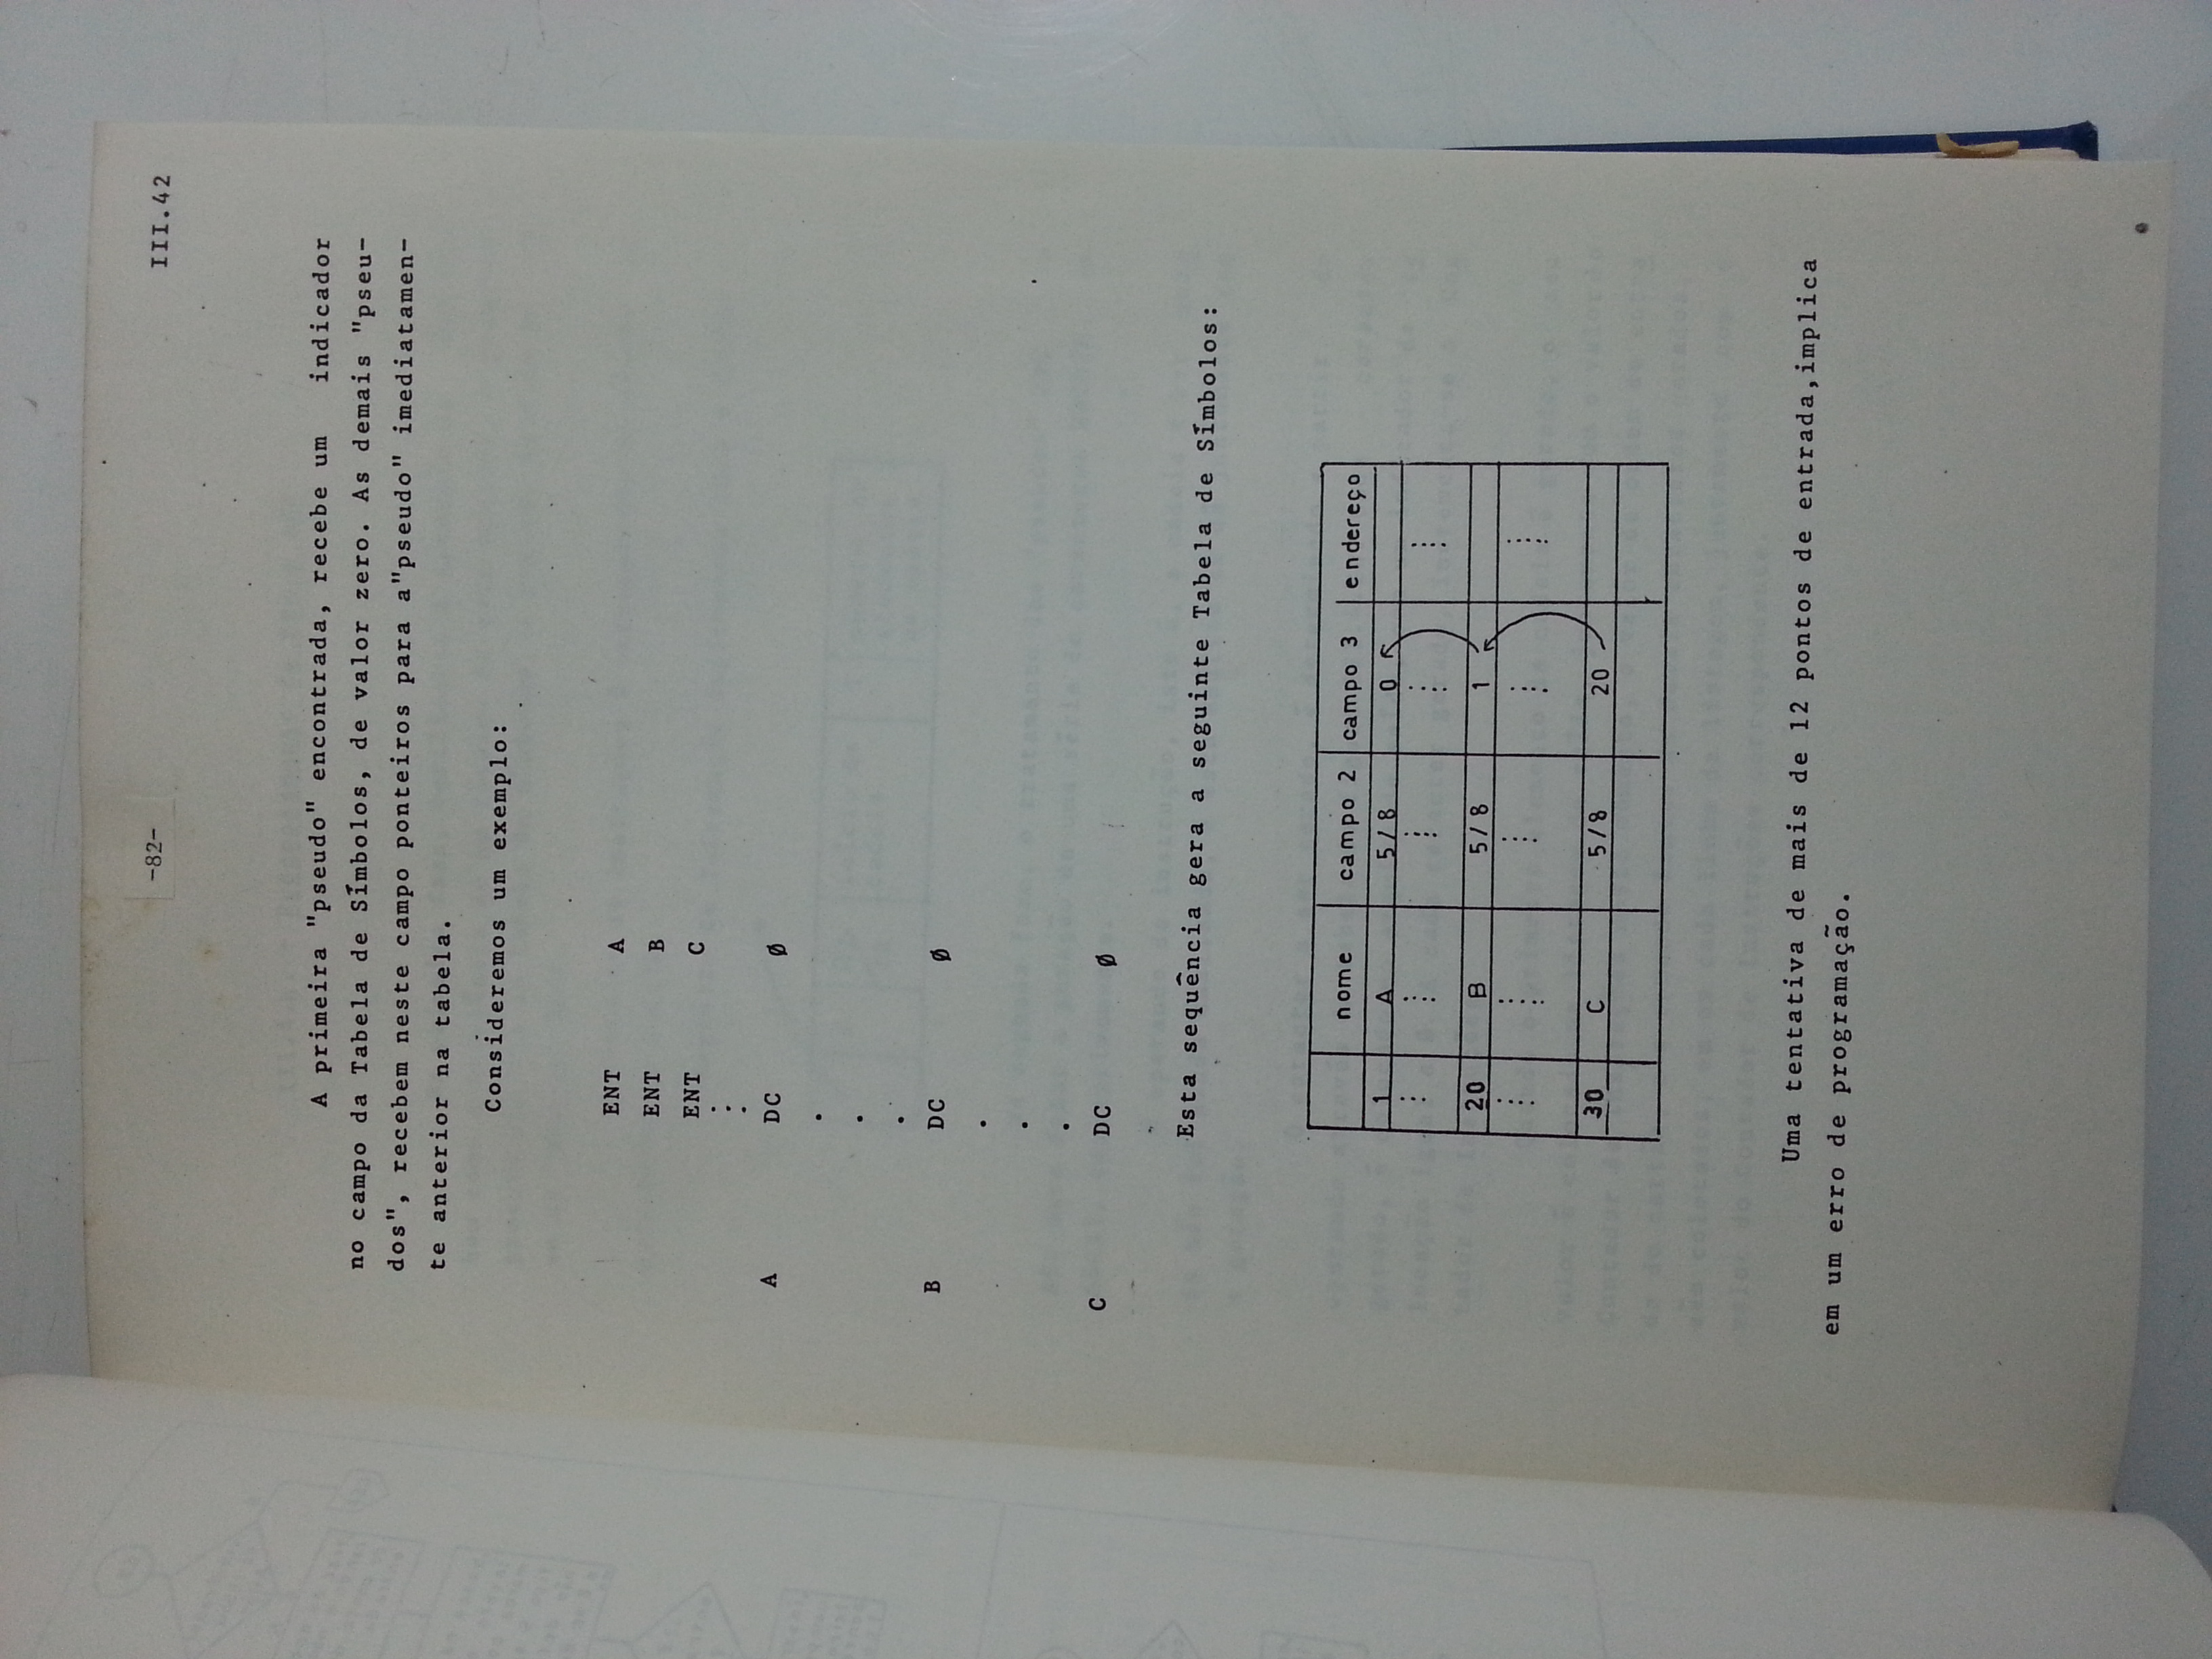 -82-
III.42
A primeira "pseudo" encontrada, recebe um indicador
no campo da Tabela de Símbolos, de valor zero. As demais "pseu-
dos", recebem neste campo ponteiros para a"pseudo" imediatamen-
te anterior na tabela.
Consideremos um exemplo:
ENT A
ENT B
ENT C
A DC Ø
B DC Ø
C DC Ø
Esta sequência gera a seguinte Tabela de Símbolos:
nome campo 2 campo 3 endereço
1 A 5/8 0
20 B 5/8 1
30 C 5/8 20
Uma tentativa de mais de 12 pontos de entrada,implica
em um erro de programação.